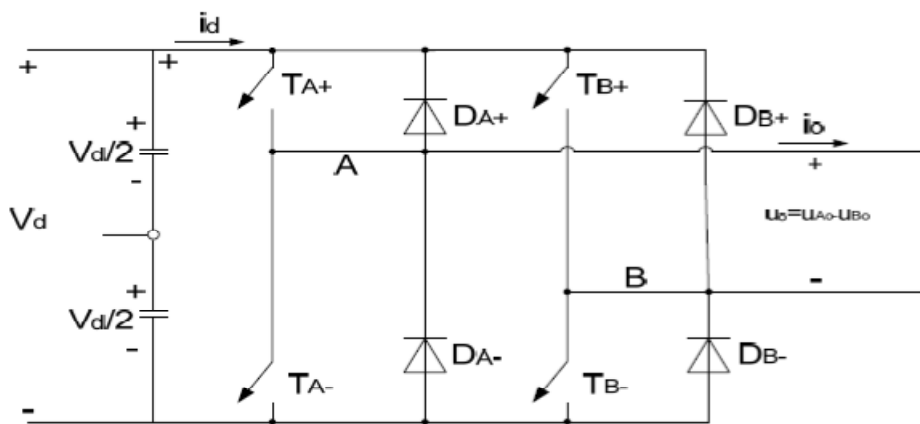 id
+
+
TA+
TB+
DA+
DB+
+
Vd/2
-
A
io
+
Vd
uo=uAo-uBo
+
Vd/2
-
B
-
DA-
DB-
TA-
TB-
-